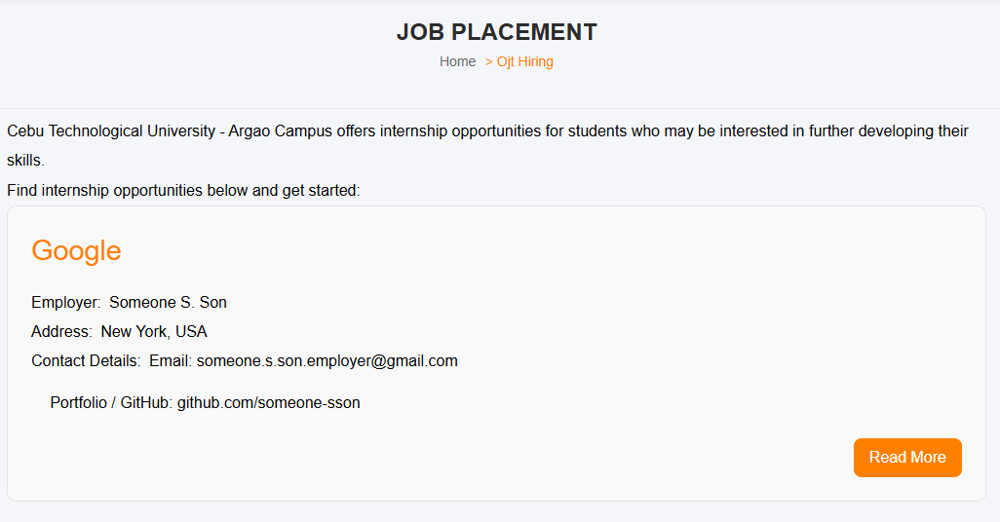 JOB PLACEMENT
Home > Ojt Hiring
Cebu Technological University - Argao Campus offers internship opportunities for students who may be interested in further developing their
skills.
Find internship opportunities below and get started:
Google
Employer: Someone S. Son
Address: New York, USA
Contact Details: Email: someone.s.son.employer@gmail.com
Portfolio / GitHub: github.com/someone-sson
Read More